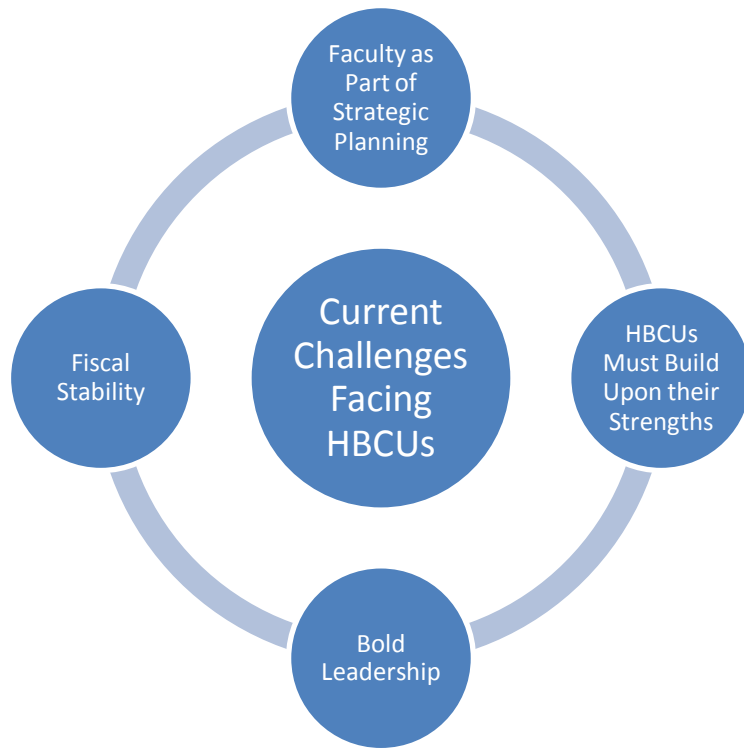 Faculty as
Part of
Strategic
Planning
Current
Challenges
Facing
HBCUs
HBCUs
Must Build
Upon their
Strengths
Fiscal
Stability
Bold
Leadership